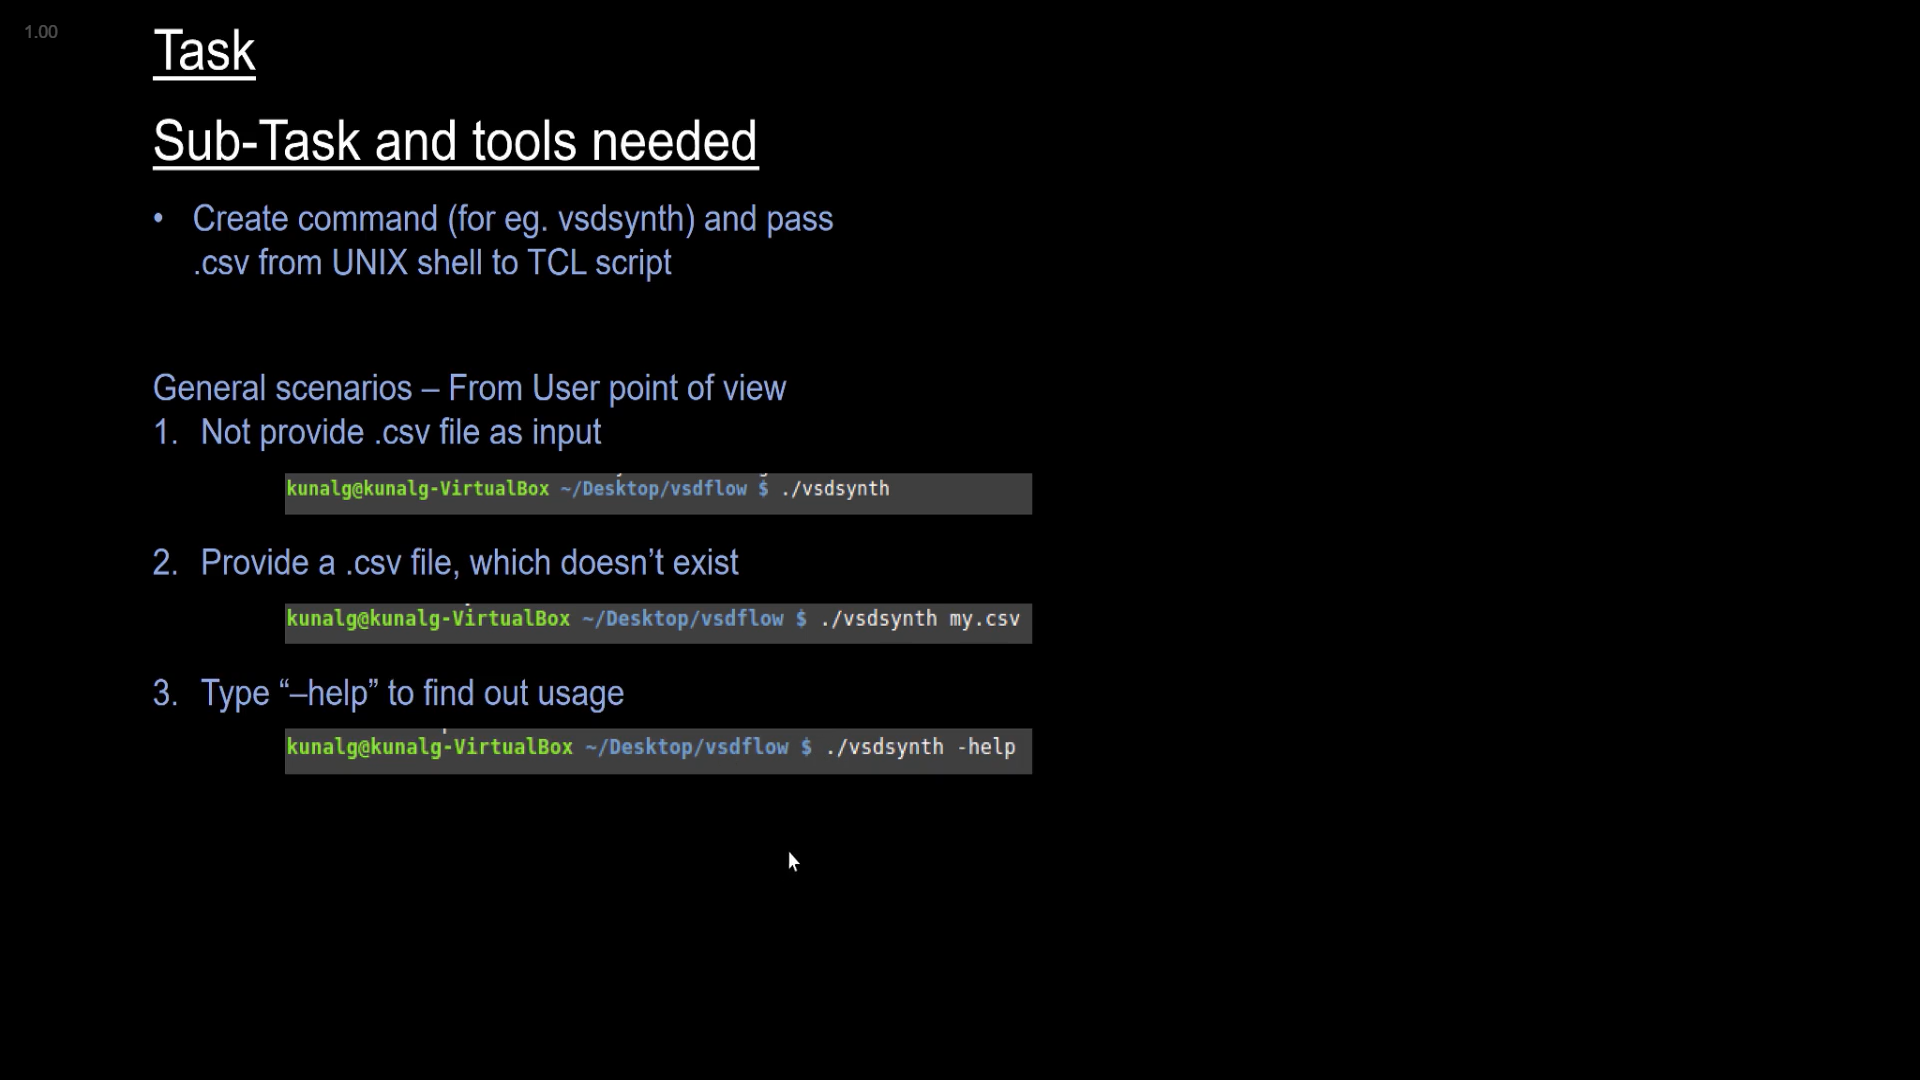 1.00
Task
Sub-Task and tools needed
• Create command (for eg. vsdsynth) and pass
.csv from UNIX shell to TCL script
General scenarios – From User point of view
1. Not provide .csv file as input
kunalg@kunalg-VirtualBox ~/Desktop/vsdflow $ ./vsdsynth
2. Provide a .csv file, which doesn’t exist
kunalg@kunalg-VirtualBox ~/Desktop/vsdflow $ ./vsdsynth my.csv
3. Type “–help” to find out usage
kunalg@kunalg-VirtualBox ~/Desktop/vsdflow $ ./vsdsynth -help